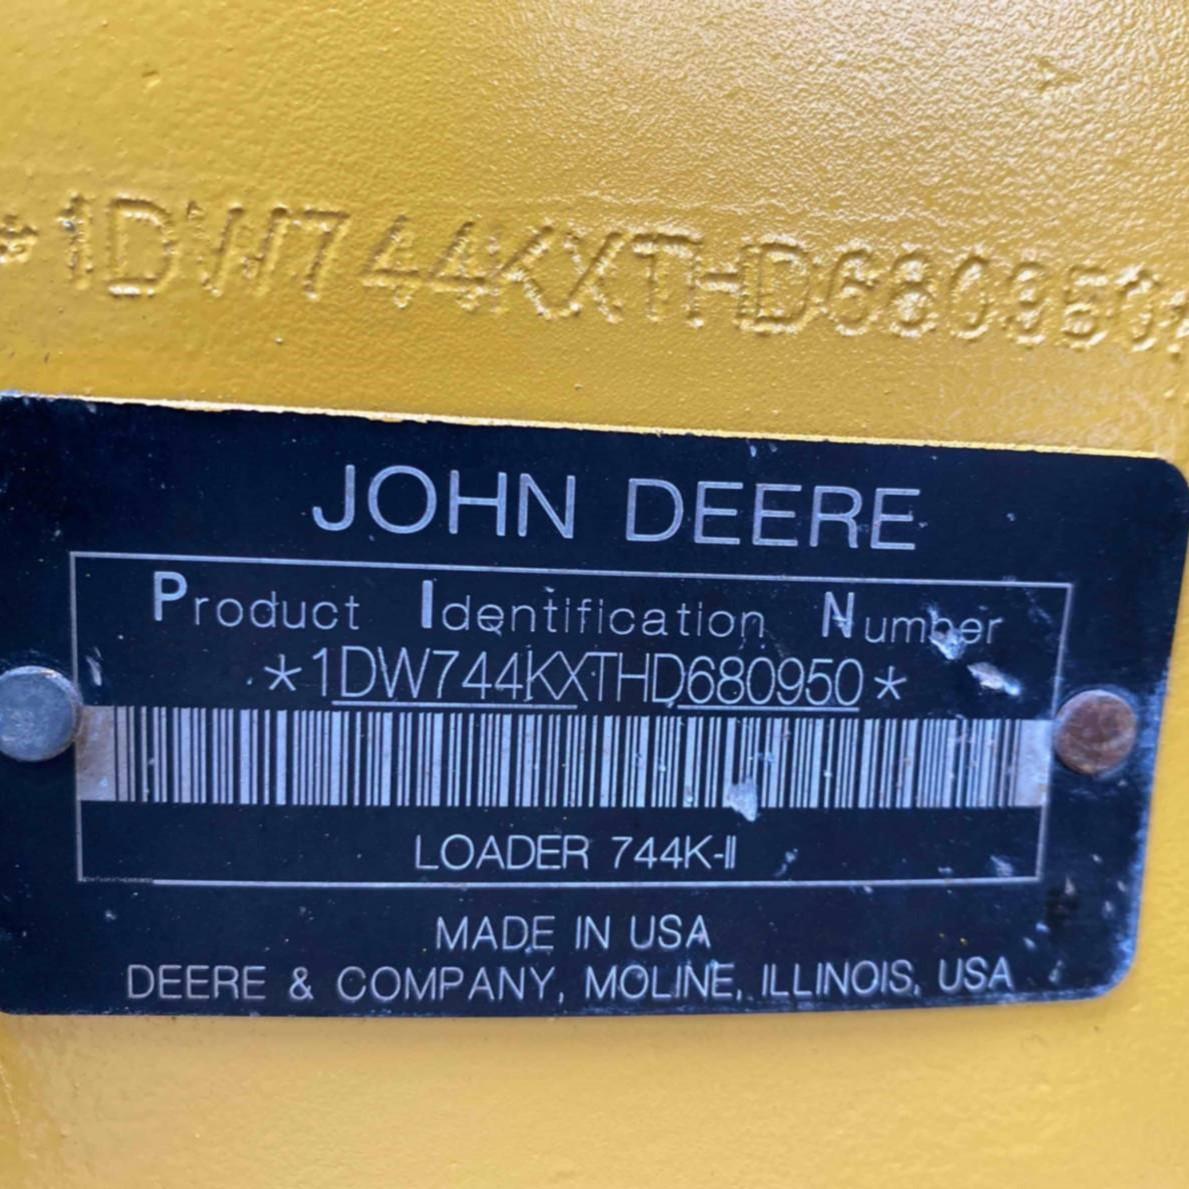 *1DW744KXTHD680950*
JOHN DEERE
Product Identification Number
*1DW744KXTHD680950*
LOADER 744K-II
MADE IN USA
DEERE & COMPANY, MOLINE, ILLINOIS, USA